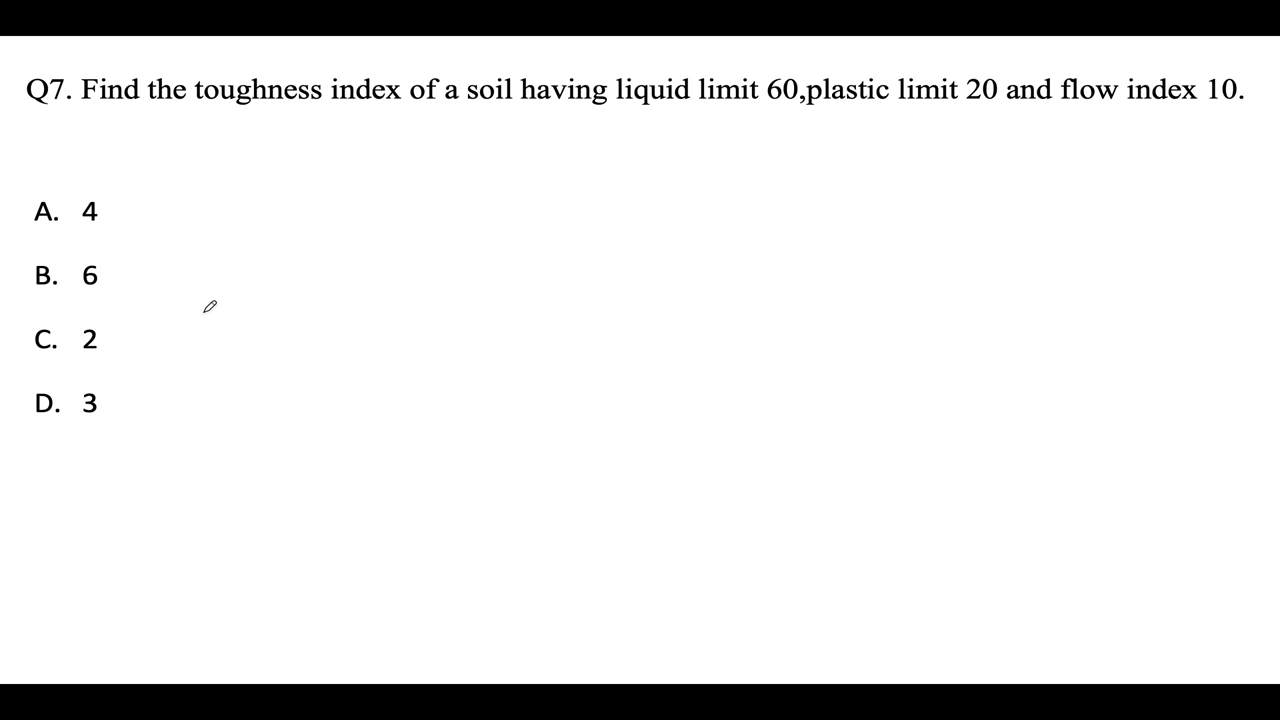 Q7. Find the toughness index of a soil having liquid limit 60,plastic limit 20 and flow index 10.
A. 4
B. 6
C. 2
D. 3